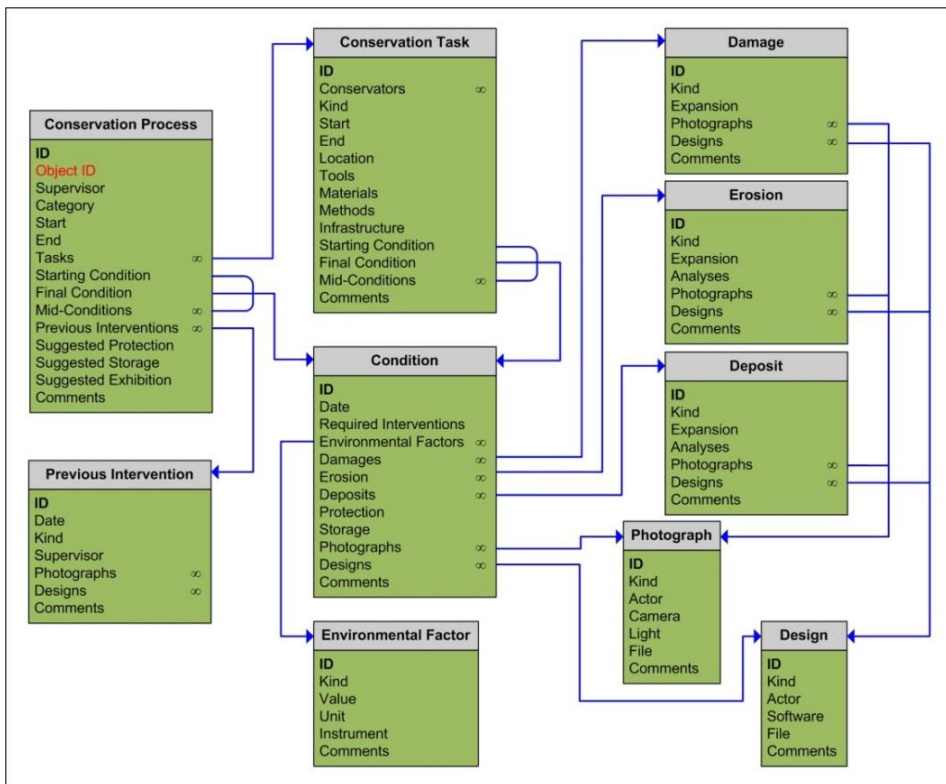 Conservation Process
ID
Object ID
Supervisor
Category
Start
End
Tasks ∞
Starting Condition
Final Condition
Mid-Conditions ∞
Previous Interventions ∞
Suggested Protection
Suggested Storage
Suggested Exhibition
Comments
Previous Intervention
ID
Date
Kind
Supervisor
Photographs ∞
Designs ∞
Comments
Conservation Task
ID
Conservators ∞
Kind
Start
End
Location
Tools
Materials
Methods
Infrastructure
Starting Condition
Final Condition
Mid-Conditions ∞
Comments
Condition
ID
Date
Required Interventions
Environmental Factors ∞
Damages ∞
Erosion ∞
Deposits ∞
Protection
Storage
Photographs ∞
Designs ∞
Comments
Environmental Factor
ID
Kind
Value
Unit
Instrument
Comments
Damage
ID
Kind
Expansion
Photographs ∞
Designs ∞
Comments
Erosion
ID
Kind
Expansion
Analyses
Photographs ∞
Designs ∞
Comments
Deposit
ID
Kind
Expansion
Analyses
Photographs ∞
Designs ∞
Comments
Photograph
ID
Kind
Actor
Camera
Light
File
Comments
Design
ID
Kind
Actor
Software
File
Comments